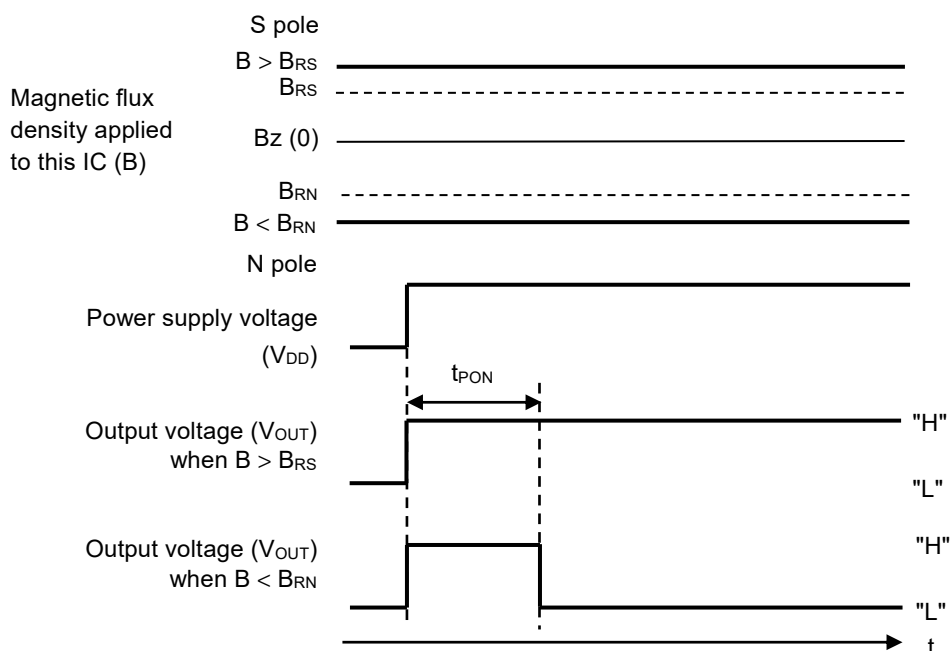 S pole
B > BRS
BRS
Magnetic flux
density applied
to this IC (B)
Bz (0)
BRN
B < BRN
N pole
Power supply voltage
(VDD)
tPON
Output voltage (VOUT)
when B > BRS
"H"
"L"
Output voltage (VOUT)
when B < BRN
"H"
"L"
t